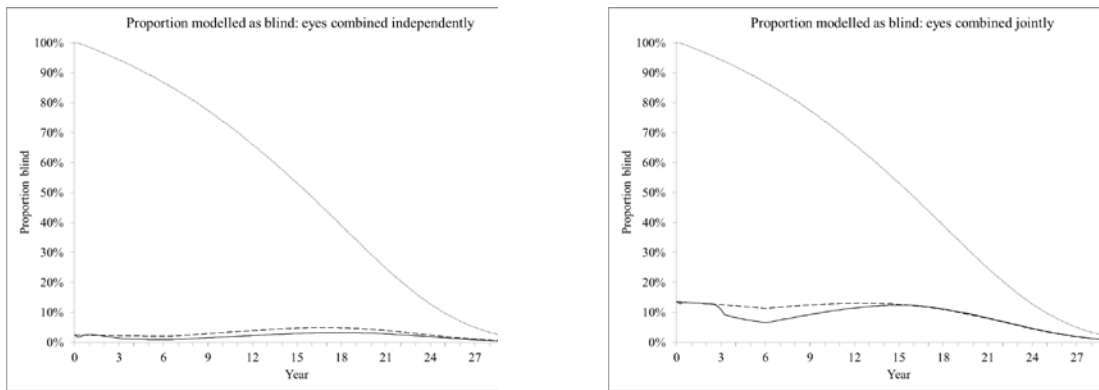 Proportion modelled as blind: eyes combined independently
100%
90%
80%
70%
60%
50%
40%
30%
20%
10%
0%
Proportion blind
0 3 6 9 12 15 18 21 24 27
Year
Proportion modelled as blind: eyes combined jointly
100%
90%
80%
70%
60%
50%
40%
30%
20%
10%
0%
Proportion blind
0 3 6 9 12 15 18 21 24 27
Year